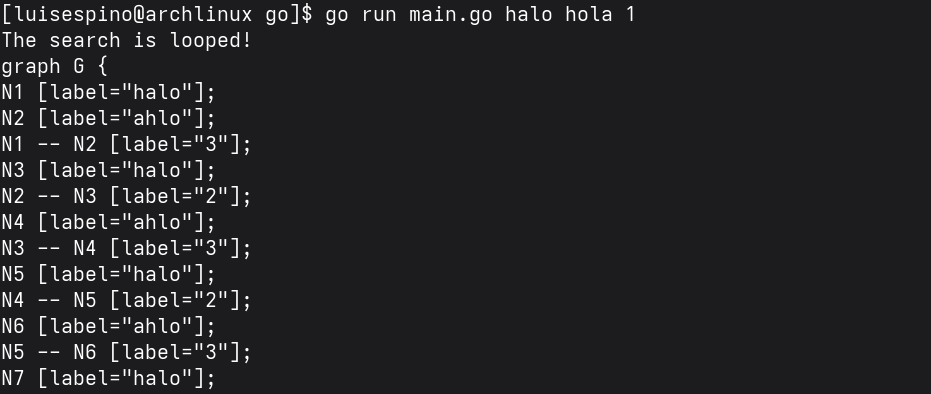 [luisespino@archlinux go]$ go run main.go halo hola 1
The search is looped!
graph G {
N1 [label="halo"];
N2 [label="ahlo"];
N1 -- N2 [label="3"];
N3 [label="halo"];
N2 -- N3 [label="2"];
N4 [label="ahlo"];
N3 -- N4 [label="3"];
N5 [label="halo"];
N4 -- N5 [label="2"];
N6 [label="ahlo"];
N5 -- N6 [label="3"];
N7 [label="halo"];